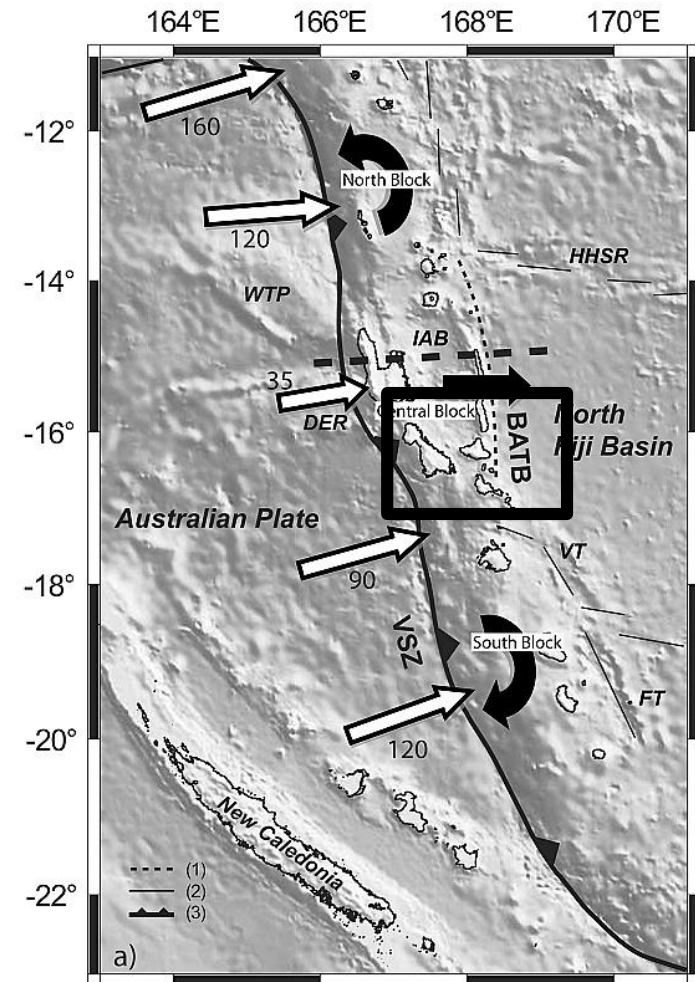 164°E
166°E
168°E
170°E
-12°
-14°
-16°
-18°
-20°
-22°
160
North Block
120
HHSR
WTP
IAB
35
DER
Central Block
BATB
North
Fiji Basin
Australian Plate
90
VT
VSZ
South Block
FT
120
New Caledonia
(1)
(2)
(3)
a)